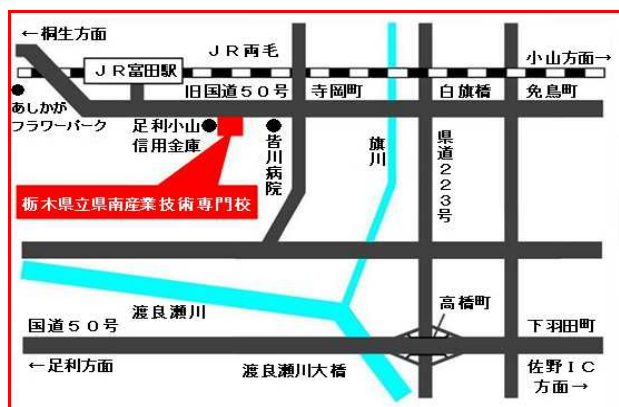 ←桐生方面
JR両毛
小山方面→
JR富田駅
旧国道50号
寺岡町
白旗橋
免鳥町
あしかが
フラワーパーク
足利小山
信用金庫
皆川病院
旗川
県道223号
栃木県立県南産業技術専門校
渡良瀬川
高橋町
国道50号
下羽田町
←足利方面
渡良瀬川大橋
佐野IC
方面→